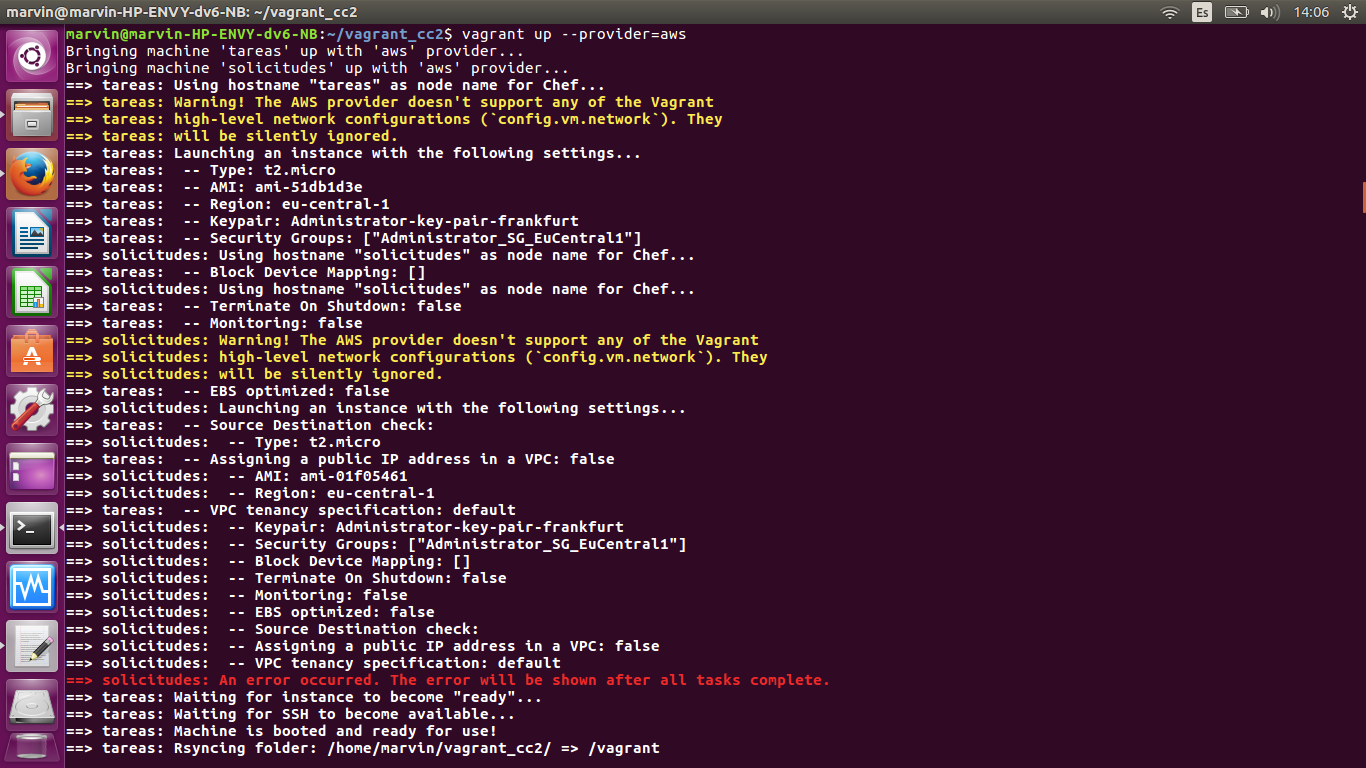 marvin@marvin-HP-ENVY-dv6-NB: ~/vagrant_cc2 Es 14:06
marvin@marvin-HP-ENVY-dv6-NB:~/vagrant_cc2$ vagrant up --provider=aws
Bringing machine 'tareas' up with 'aws' provider...
Bringing machine 'solicitudes' up with 'aws' provider...
==> tareas: Using hostname "tareas" as node name for Chef...
==> tareas: Warning! The AWS provider doesn't support any of the Vagrant
==> tareas: high-level network configurations (`config.vm.network`). They
==> tareas: will be silently ignored.
==> tareas: Launching an instance with the following settings...
==> tareas:  -- Type: t2.micro
==> tareas:  -- AMI: ami-51db1d3e
==> tareas:  -- Region: eu-central-1
==> tareas:  -- Keypair: Administrator-key-pair-frankfurt
==> tareas:  -- Security Groups: ["Administrator_SG_EuCentral1"]
==> solicitudes: Using hostname "solicitudes" as node name for Chef...
==> tareas:  -- Block Device Mapping: []
==> solicitudes: Using hostname "solicitudes" as node name for Chef...
==> tareas:  -- Terminate On Shutdown: false
==> tareas:  -- Monitoring: false
==> solicitudes: Warning! The AWS provider doesn't support any of the Vagrant
==> solicitudes: high-level network configurations (`config.vm.network`). They
==> solicitudes: will be silently ignored.
==> tareas:  -- EBS optimized: false
==> solicitudes: Launching an instance with the following settings...
==> tareas:  -- Source Destination check:
==> solicitudes:  -- Type: t2.micro
==> tareas:  -- Assigning a public IP address in a VPC: false
==> solicitudes:  -- AMI: ami-01f05461
==> solicitudes:  -- Region: eu-central-1
==> tareas:  -- VPC tenancy specification: default
==> solicitudes:  -- Keypair: Administrator-key-pair-frankfurt
==> solicitudes:  -- Security Groups: ["Administrator_SG_EuCentral1"]
==> solicitudes:  -- Block Device Mapping: []
==> solicitudes:  -- Terminate On Shutdown: false
==> solicitudes:  -- Monitoring: false
==> solicitudes:  -- EBS optimized: false
==> solicitudes:  -- Source Destination check:
==> solicitudes:  -- Assigning a public IP address in a VPC: false
==> solicitudes:  -- VPC tenancy specification: default
==> solicitudes: An error occurred. The error will be shown after all tasks complete.
==> tareas: Waiting for instance to become "ready"...
==> tareas: Waiting for SSH to become available...
==> tareas: Machine is booted and ready for use!
==> tareas: Rsyncing folder: /home/marvin/vagrant_cc2/ => /vagrant